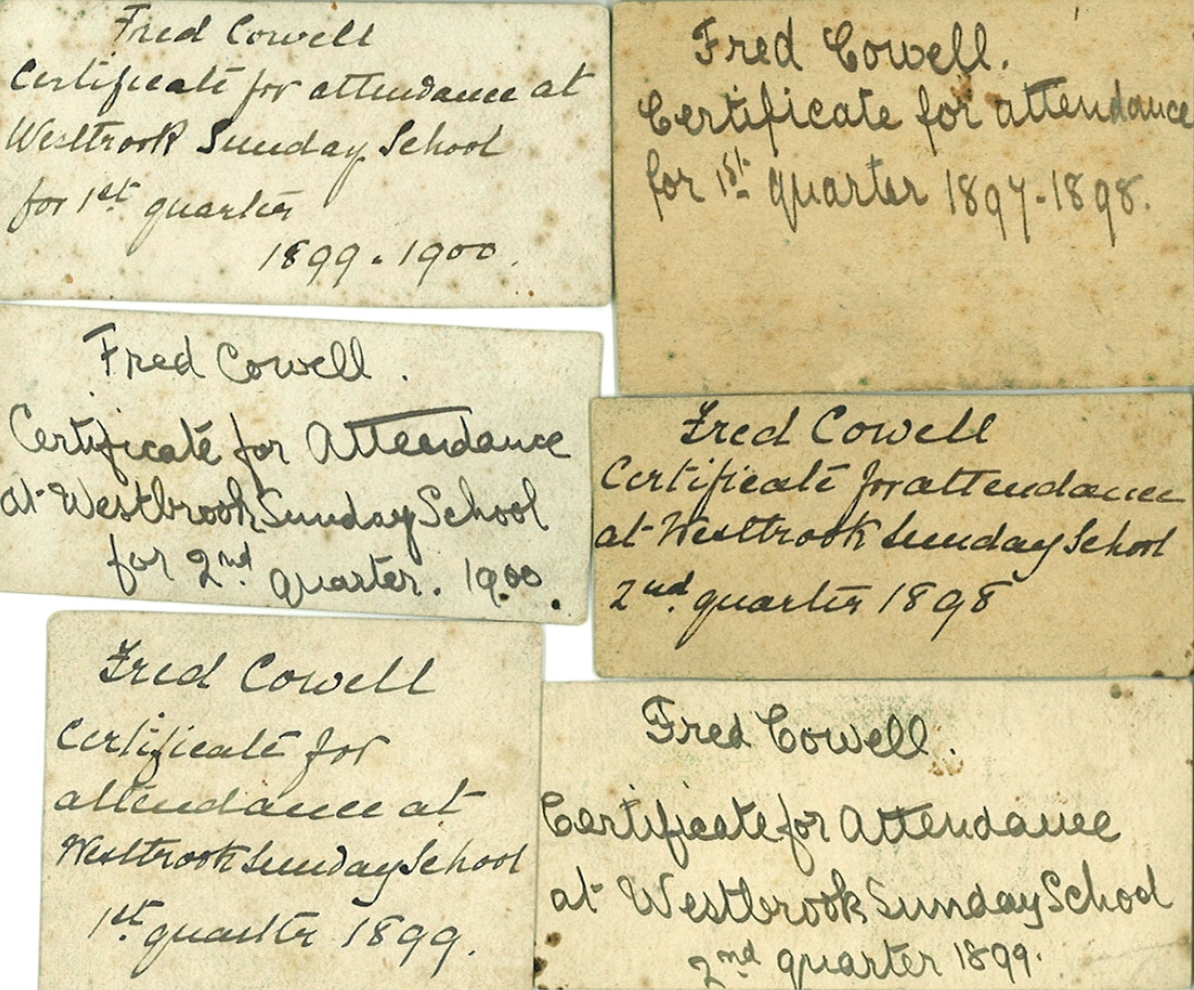 Fred Cowell
Certificate for attendance at
Westbrook Sunday School
for 1st quarter
1899-1900.
Fred Cowell.
Certificate for attendance
for 1st quarter 1897-1898.
Fred Cowell.
Certificate for Attendance
at Westbrook Sunday School
for 2nd quarter. 1900.
Fred Cowell
Certificate for attendance
at Westbrook Sunday School
2nd quarter 1898
Fred Cowell
Certificate for
attendance at
Westbrook Sunday School
1st quarter 1899.
Fred Cowell.
Certificate for Attendance
at Westbrook Sunday School
2nd quarter 1899.